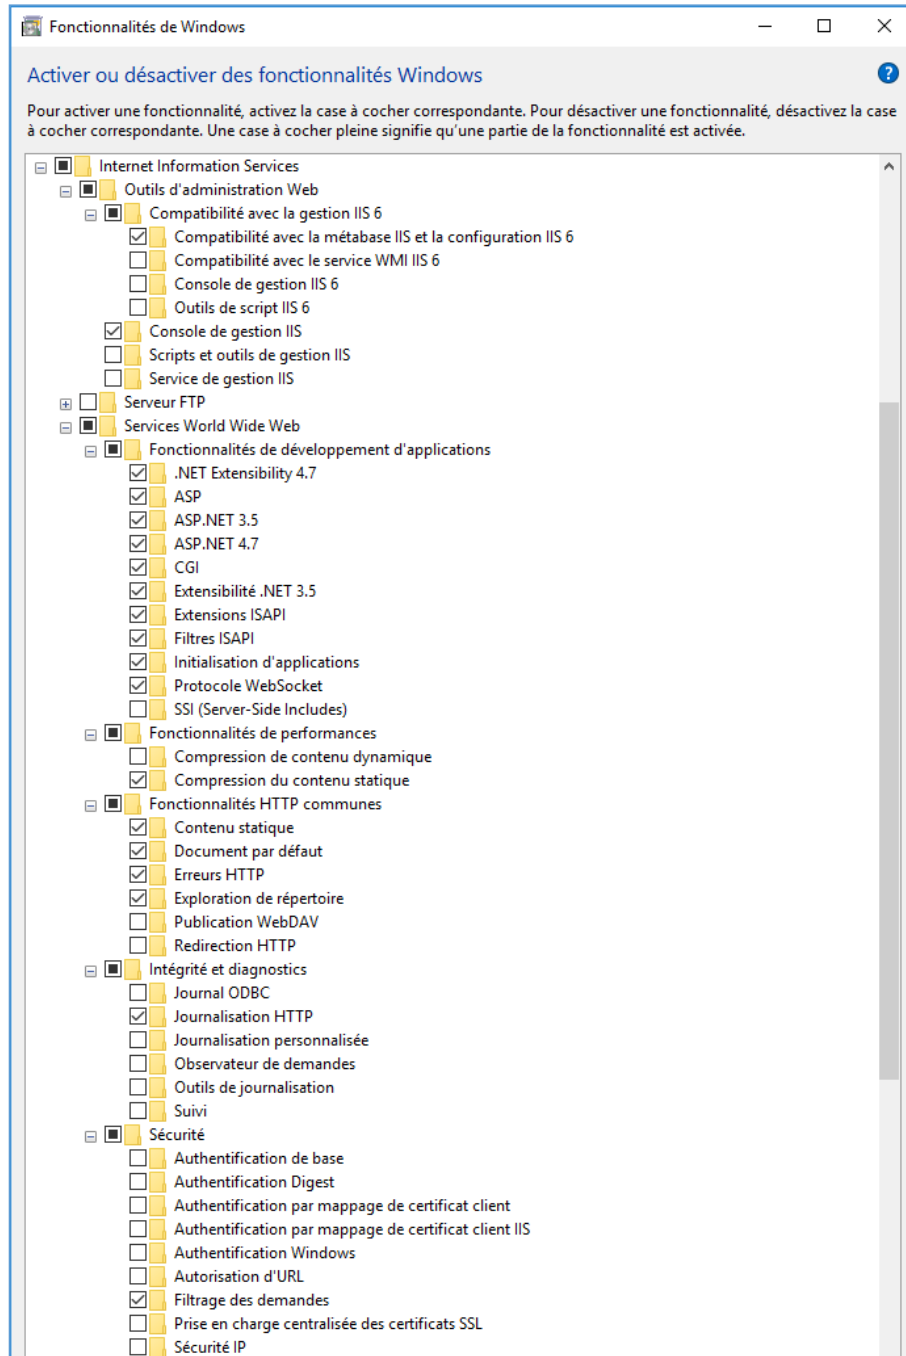 Fonctionnalités de Windows
Activer ou désactiver des fonctionnalités Windows
Pour activer une fonctionnalité, activez la case à cocher correspondante. Pour désactiver une fonctionnalité, désactivez la case
à cocher correspondante. Une case à cocher pleine signifie qu'une partie de la fonctionnalité est activée.
Internet Information Services
Outils d'administration Web
Compatibilité avec la gestion IIS 6
Compatibilité avec la métabase IIS et la configuration IIS 6
Compatibilité avec le service WMI IIS 6
Console de gestion IIS 6
Outils de script IIS 6
Console de gestion IIS
Scripts et outils de gestion IIS
Service de gestion IIS
Serveur FTP
Services World Wide Web
Fonctionnalités de développement d'applications
.NET Extensibility 4.7
ASP
ASP.NET 3.5
ASP.NET 4.7
CGI
Extensibilité .NET 3.5
Extensions ISAPI
Filtres ISAPI
Initialisation d'applications
Protocole WebSocket
SSI (Server-Side Includes)
Fonctionnalités de performances
Compression de contenu dynamique
Compression du contenu statique
Fonctionnalités HTTP communes
Contenu statique
Document par défaut
Erreurs HTTP
Exploration de répertoire
Publication WebDAV
Redirection HTTP
Intégrité et diagnostics
Journal ODBC
Journalisation HTTP
Journalisation personnalisée
Observateur de demandes
Outils de journalisation
Suivi
Sécurité
Authentification de base
Authentification Digest
Authentification par mappage de certificat client
Authentification par mappage de certificat client IIS
Authentification Windows
Autorisation d'URL
Filtrage des demandes
Prise en charge centralisée des certificats SSL
Sécurité IP